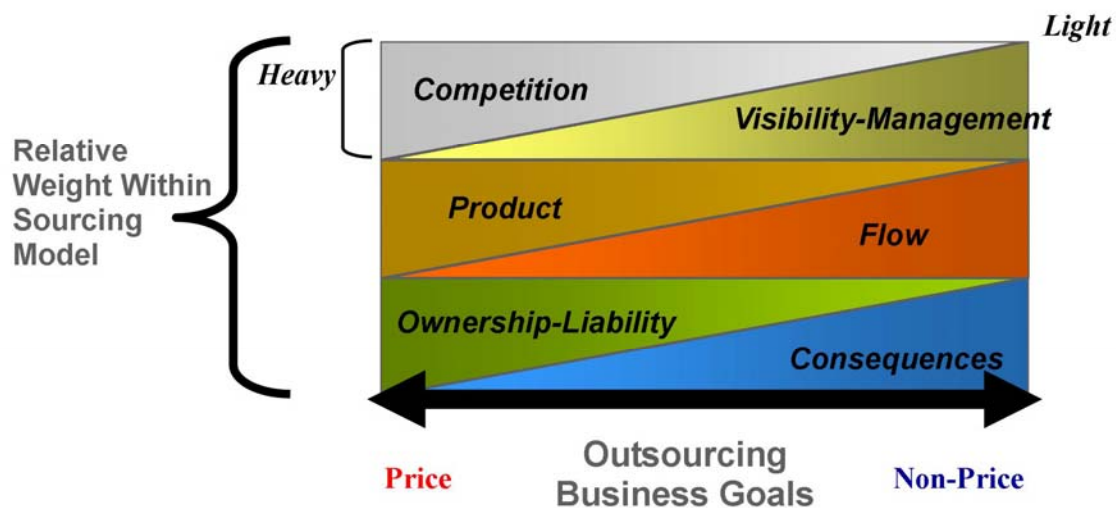 Light
Heavy
Competition
Visibility-Management
Relative
Weight Within
Sourcing
Model
Product
Flow
Ownership-Liability
Consequences
Price
Outsourcing
Business Goals
Non-Price